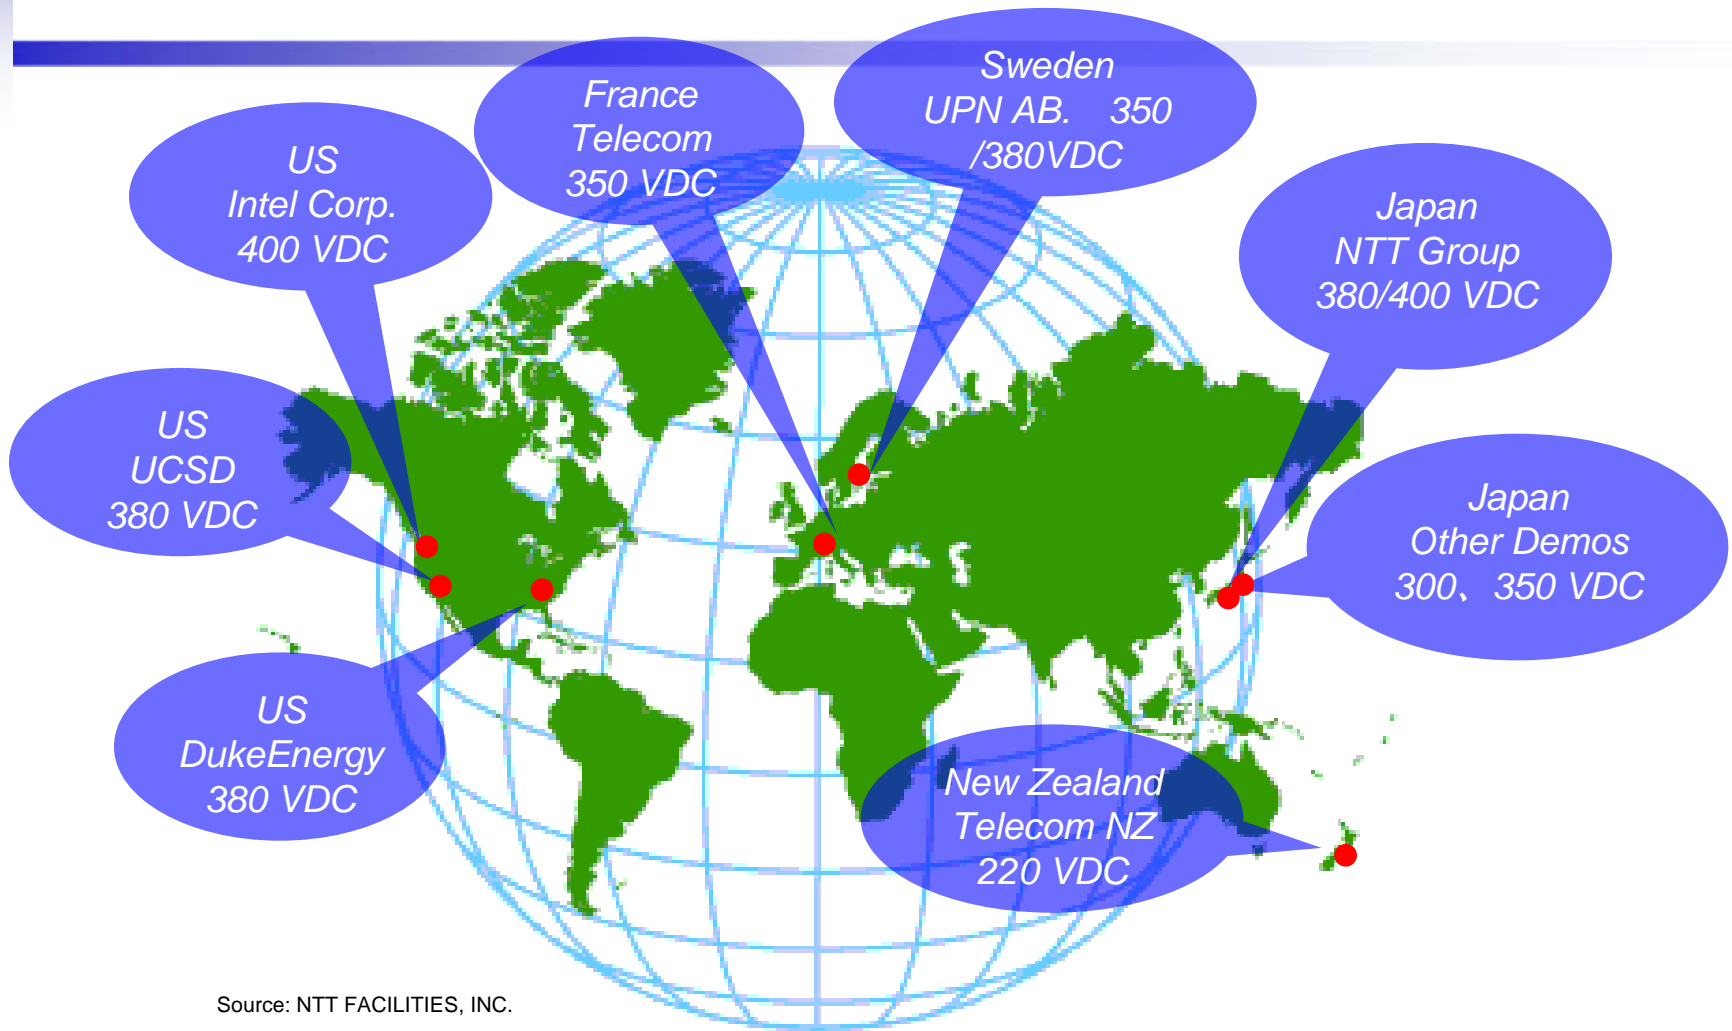 Sweden
UPN AB. 350
/380VDC
France
Telecom
350 VDC
US
Intel Corp.
400 VDC
Japan
NTT Group
380/400 VDC
US
UCSD
380 VDC
Japan
Other Demos
300、350 VDC
US
DukeEnergy
380 VDC
New Zealand
Telecom NZ
220 VDC
Source: NTT FACILITIES, INC.